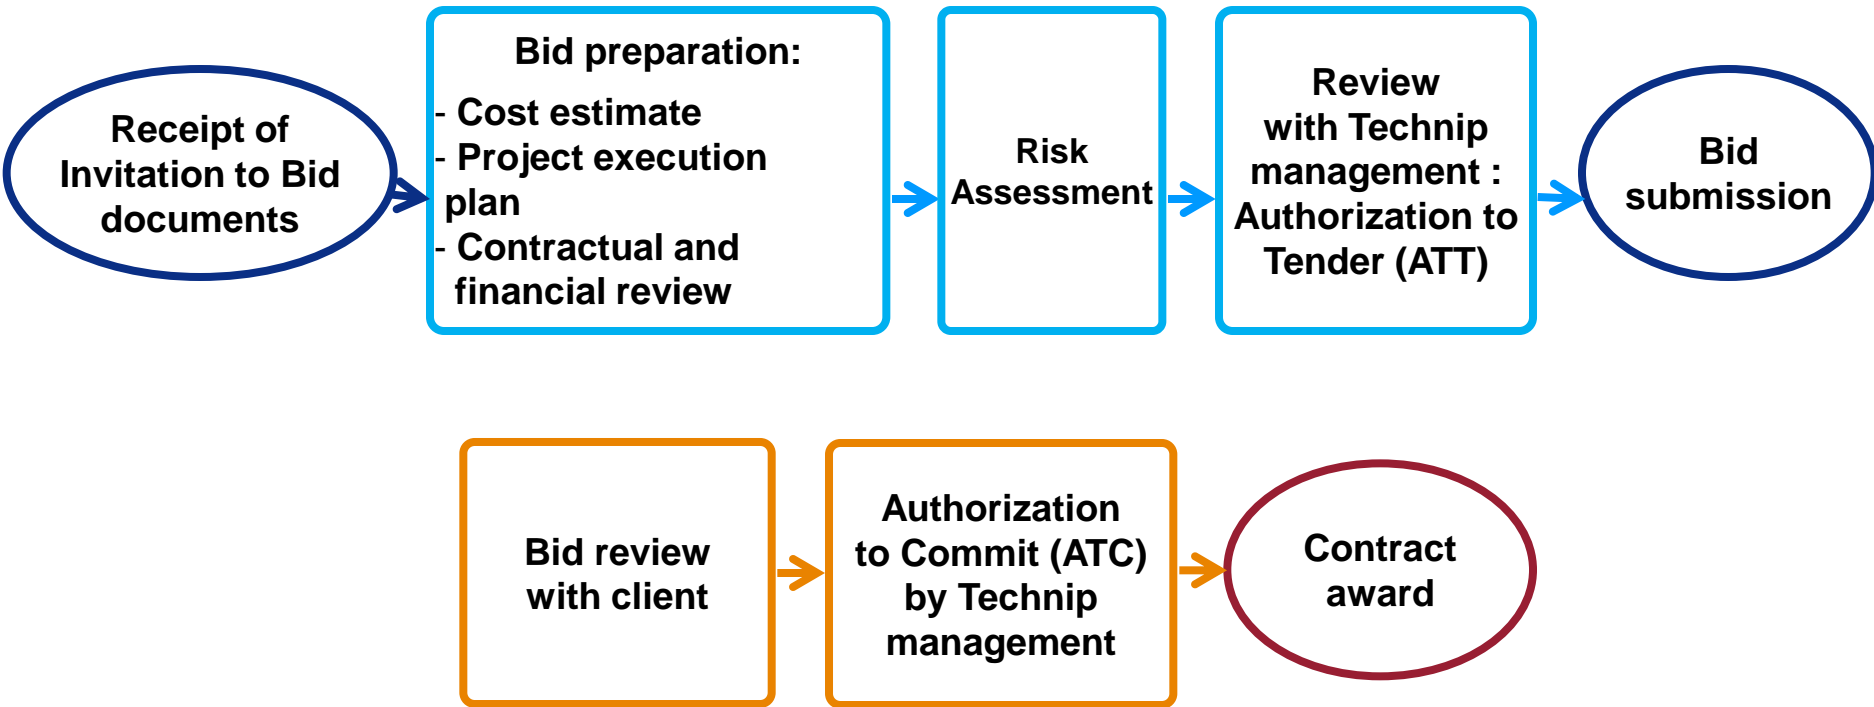 Receipt of
Invitation to Bid
documents
Bid preparation:
- Cost estimate
- Project execution
plan
- Contractual and
financial review
Risk
Assessment
Review
with Technip
management :
Authorization to
Tender (ATT)
Bid
submission
Bid review
with client
Authorization
to Commit (ATC)
by Technip
management
Contract
award